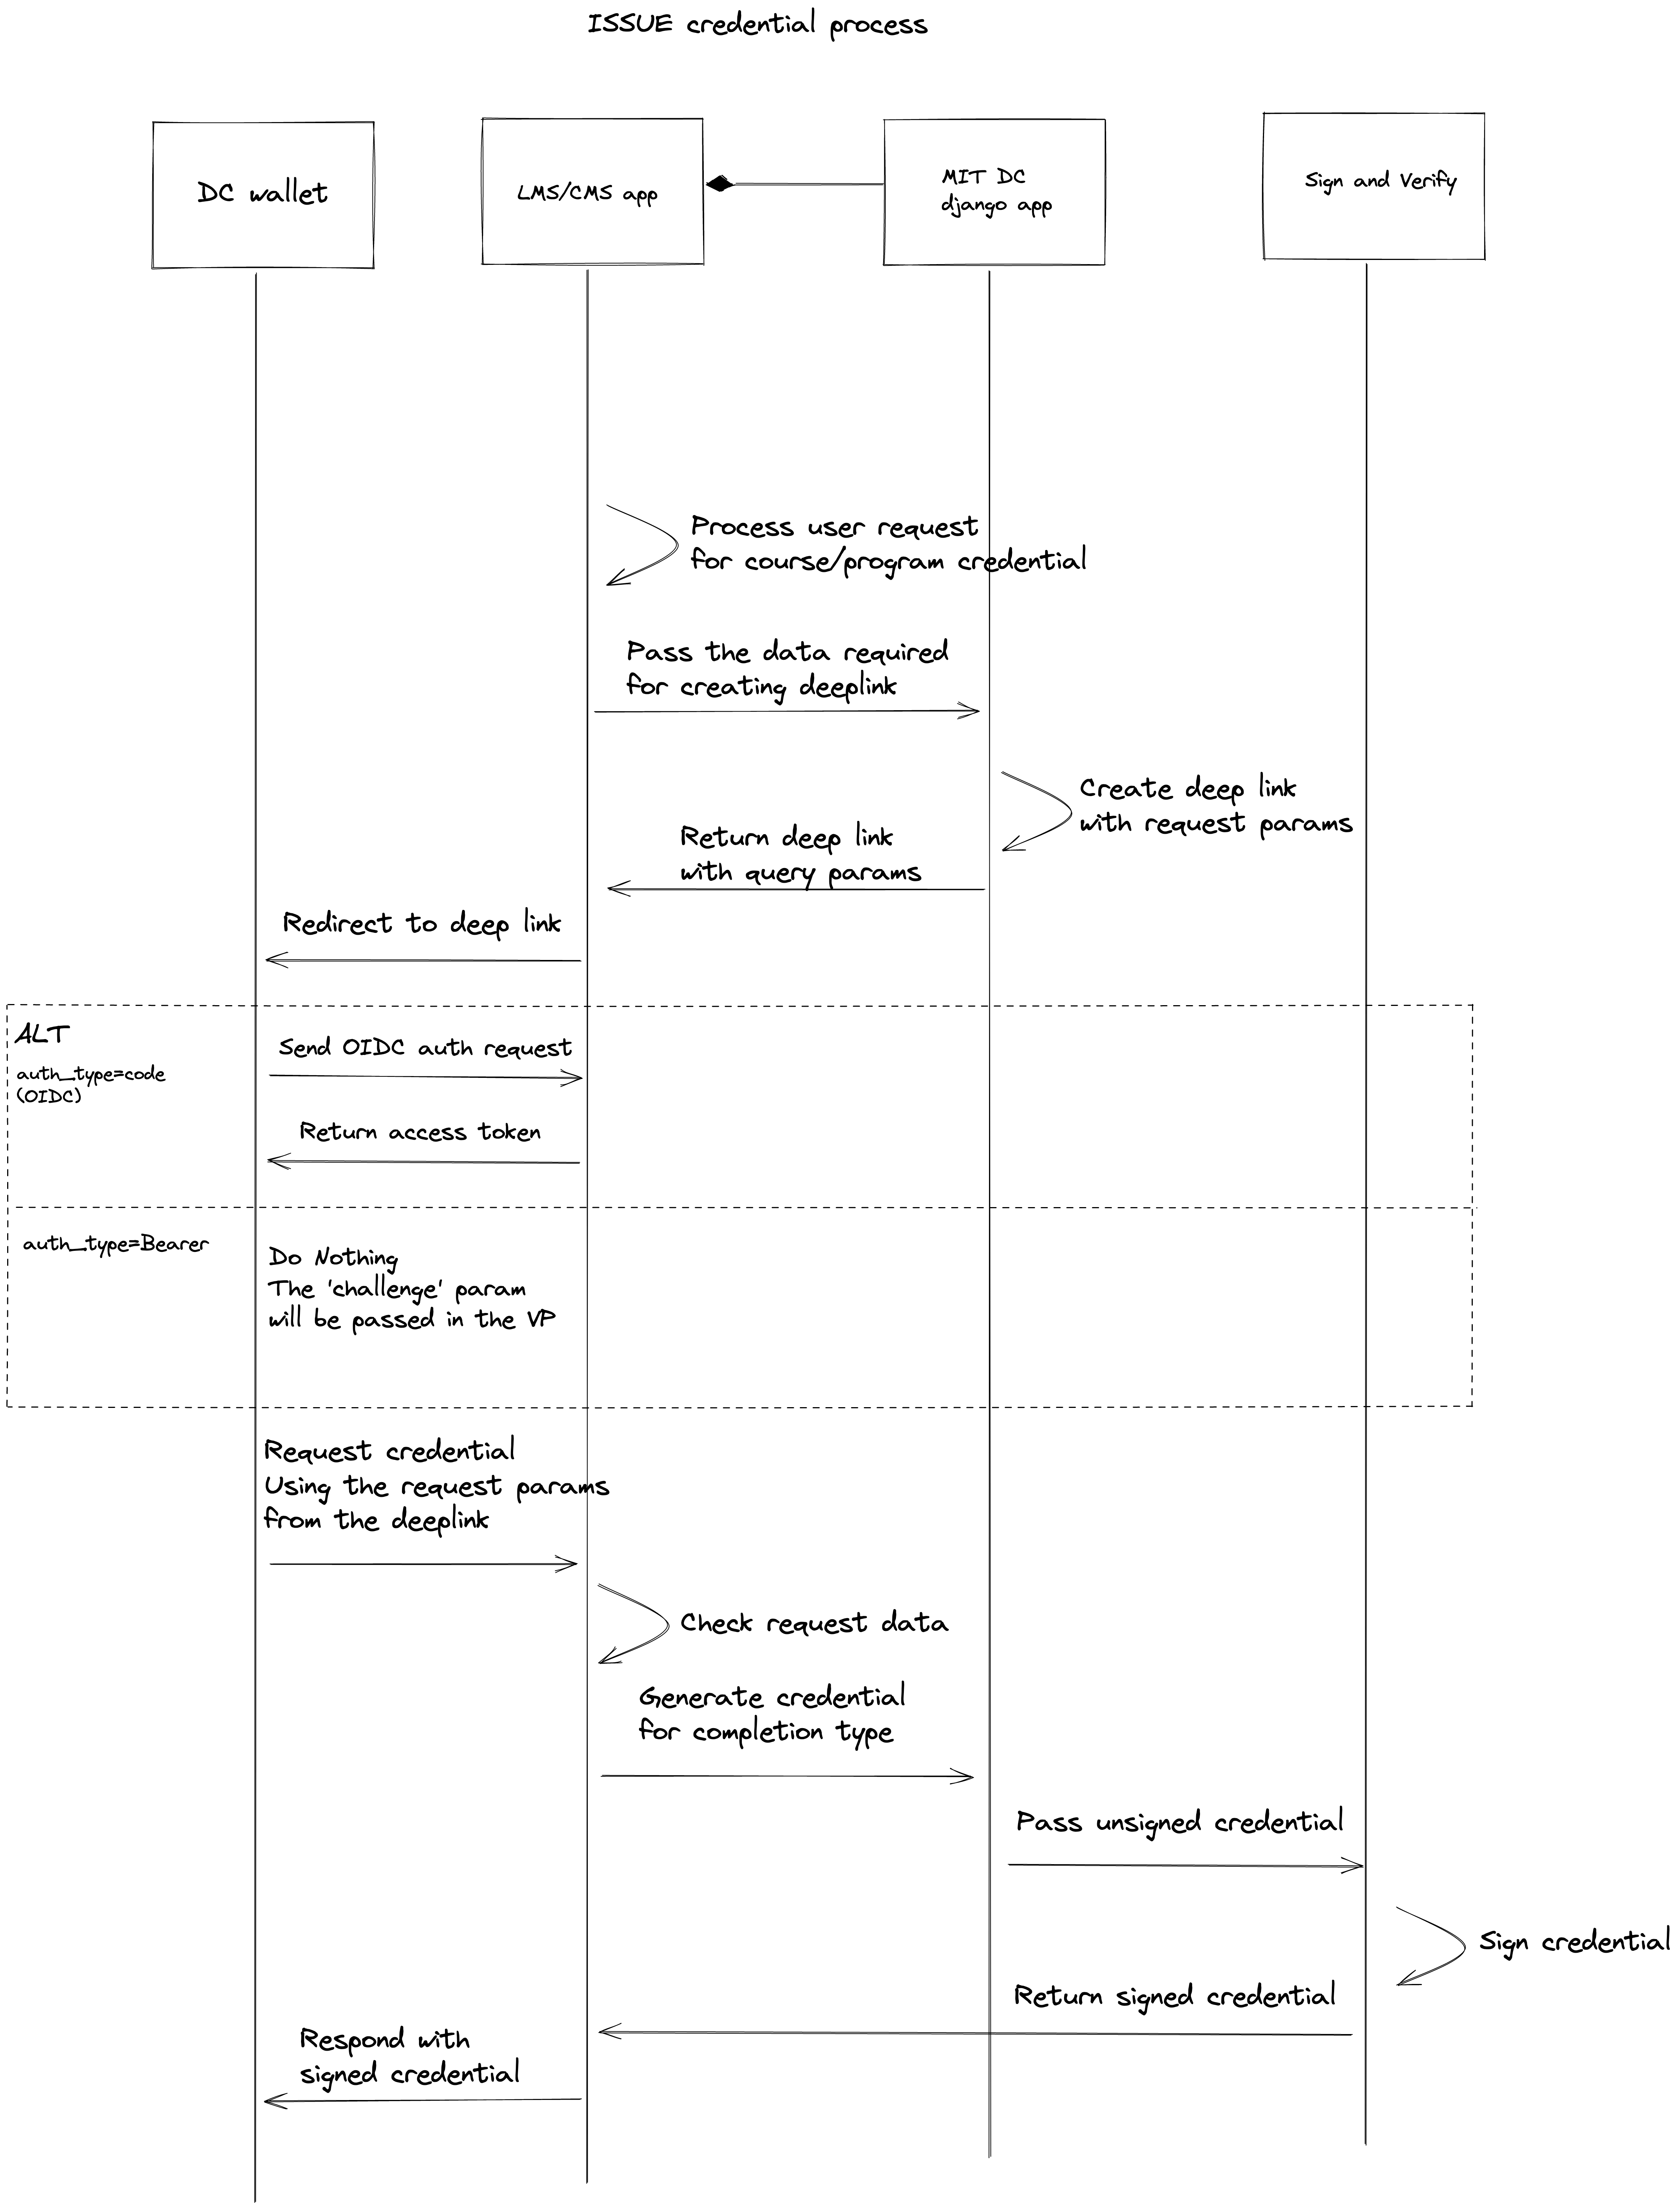 ISSUE credential process
DC wallet
LMS/CMS app
MIT DC
django app
Sign and Verify
Process user request
for course/program credential
Pass the data required
for creating deeplink
Create deep link
with request params
Return deep link
with query params
Redirect to deep link
ALT
auth_type=code
(OIDC)
Send OIDC auth request
Return access token
auth_type=Bearer
Do Nothing
The 'challenge' param
will be passed in the VP
Request credential
Using the request params
from the deeplink
Check request data
Generate credential
for completion type
Pass unsigned credential
Sign credential
Return signed credential
Respond with
signed credential